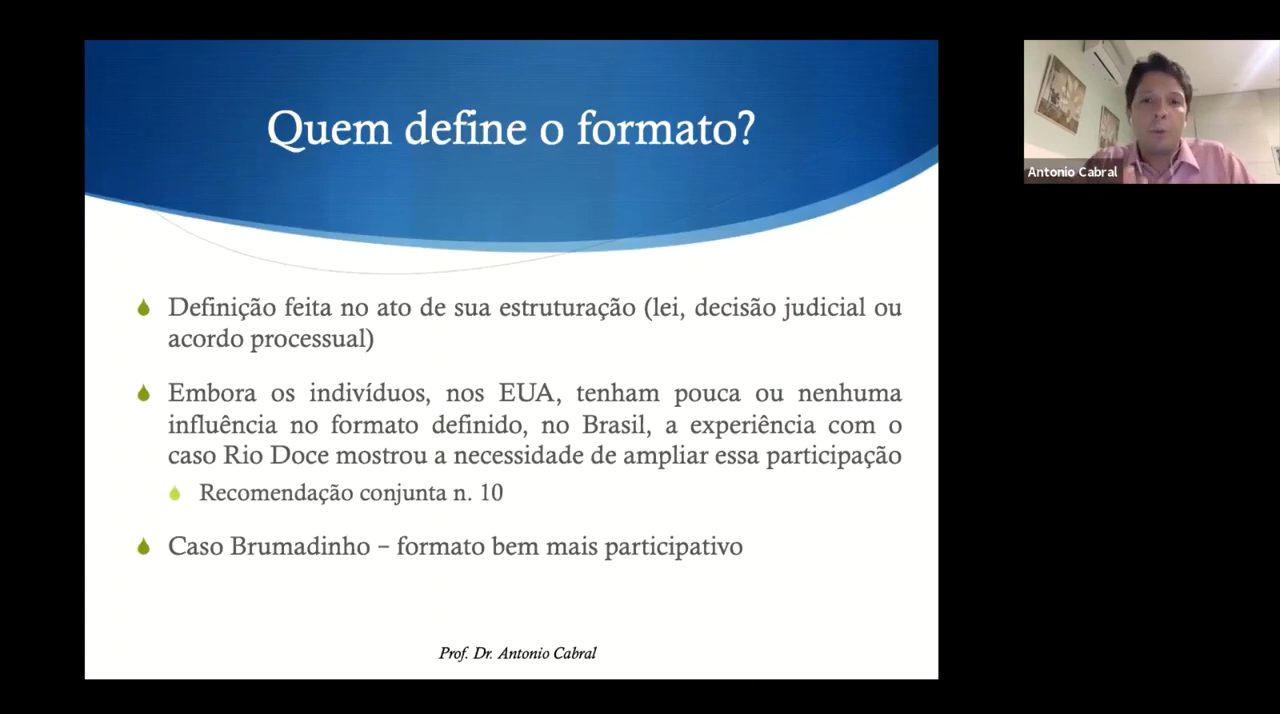 Quem define o formato?
Definição feita no ato de sua estruturação (lei, decisão judicial ou
acordo processual)
Embora os indivíduos, nos EUA, tenham pouca ou nenhuma
influência no formato definido, no Brasil, a experiência com o
caso Rio Doce mostrou a necessidade de ampliar essa participação
Recomendação conjunta n. 10
Caso Brumadinho – formato bem mais participativo
Prof. Dr. Antonio Cabral
Antonio Cabral